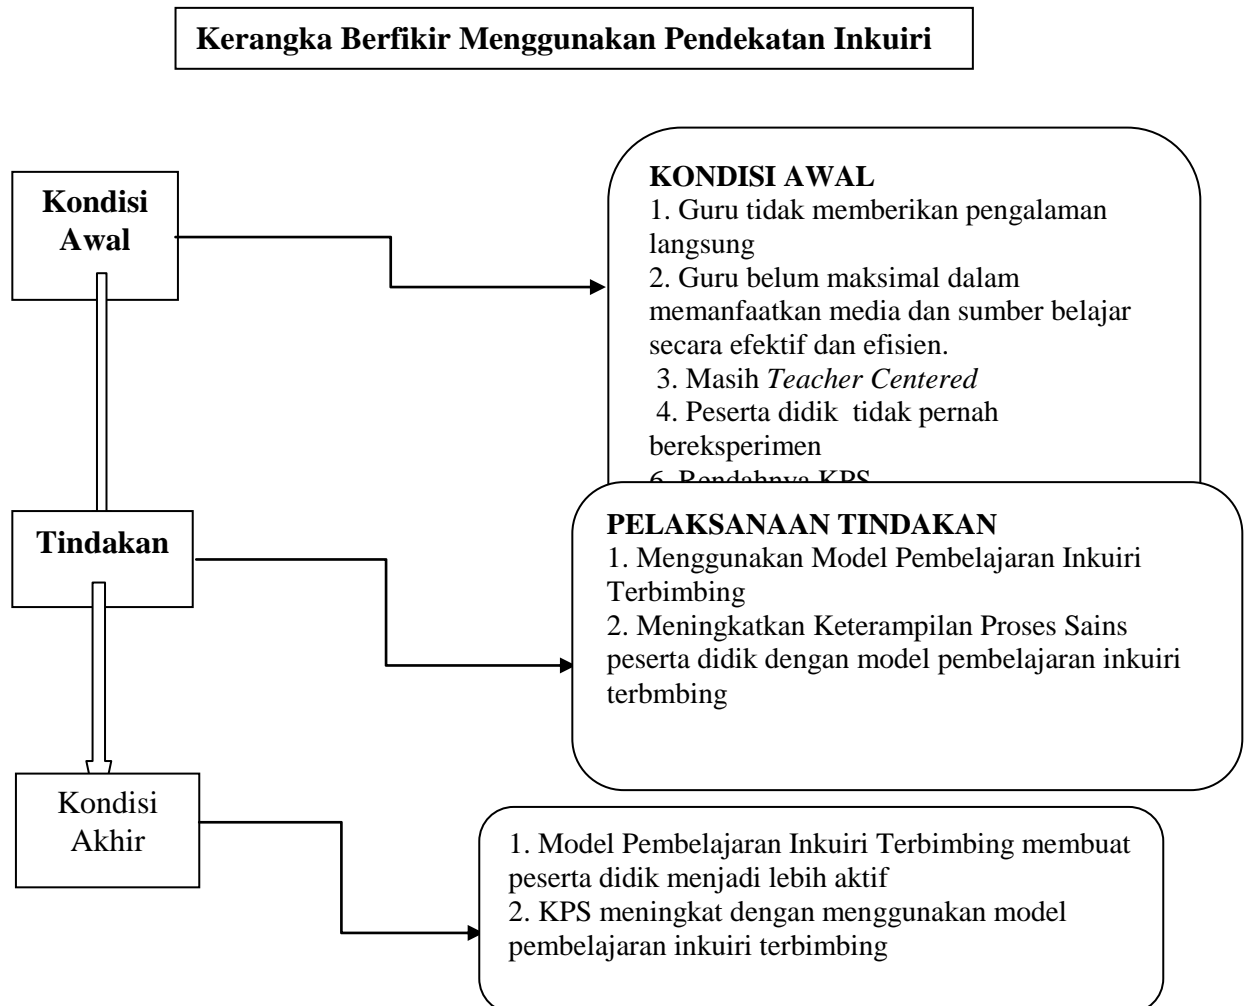 Kerangka Berfikir Menggunakan Pendekatan Inkuiri
Kondisi
Awal
KONDISI AWAL
1. Guru tidak memberikan pengalaman
langsung
2. Guru belum maksimal dalam
memanfaatkan media dan sumber belajar
secara efektif dan efisien.
3. Masih Teacher Centered
4. Peserta didik tidak pernah
bereksperimen
6. Rendahnya KPS
Tindakan
PELAKSANAAN TINDAKAN
1. Menggunakan Model Pembelajaran Inkuiri
Terbimbing
2. Meningkatkan Keterampilan Proses Sains
peserta didik dengan model pembelajaran inkuiri
terbmbing
Kondisi
Akhir
1. Model Pembelajaran Inkuiri Terbimbing membuat
peserta didik menjadi lebih aktif
2. KPS meningkat dengan menggunakan model
pembelajaran inkuiri terbimbing